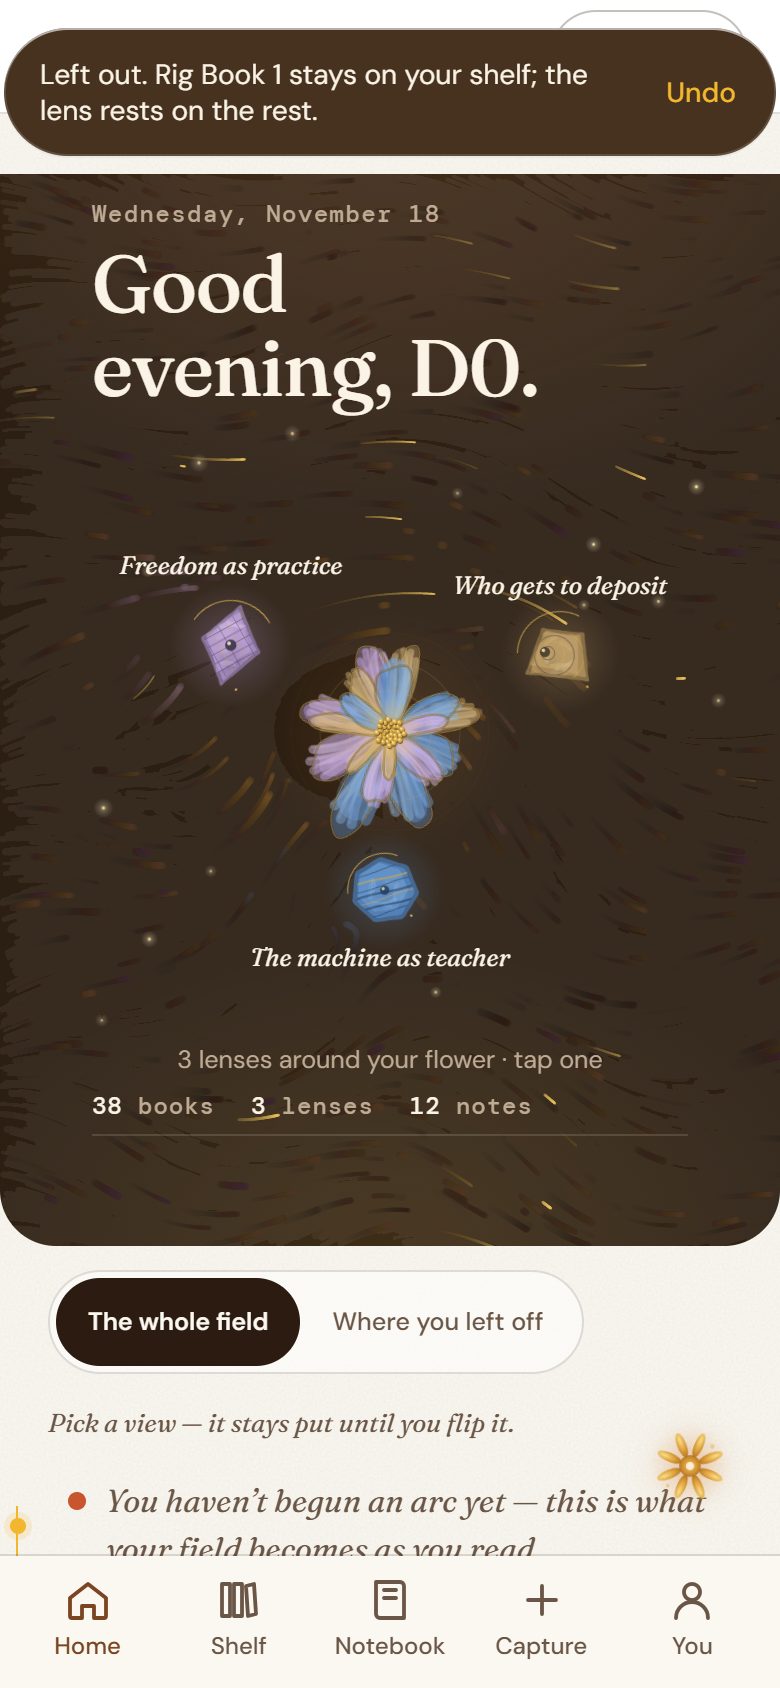 Left out. Rig Book 1 stays on your shelf; the
lens rests on the rest.
Undo
Wednesday, November 18
Good
evening, D0.
Freedom as practice
Who gets to deposit
The machine as teacher
3 lenses around your flower · tap one
38 books 3 lenses 12 notes
The whole field
Where you left off
Pick a view — it stays put until you flip it.
You haven’t begun an arc yet — this is what
your field becomes as you read
Home
Shelf
Notebook
Capture
You